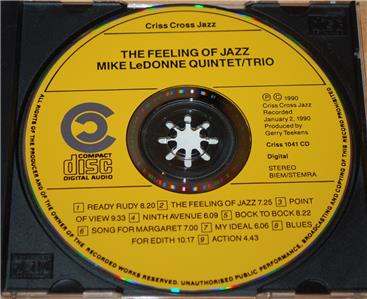 Criss Cross Jazz
THE FEELING OF JAZZ
MIKE LeDONNE QUINTET/TRIO
COMPACT
disc
DIGITAL AUDIO
Ⓟ © 1990
Criss Cross Jazz
Recorded
January 2, 1990
Produced by
Gerry Teekens
Criss 1041 CD
Digital
STEREO
BIEM/STEMRA
1 READY RUDY 8.20 2 THE FEELING OF JAZZ 7.25 3 POINT
OF VIEW 9.33 4 NINTH AVENUE 6.09 5 BOCK TO BOCK 8.22
6 SONG FOR MARGARET 7.00 7 MY IDEAL 6.06 8 BLUES
FOR EDITH 10.17 9 ACTION 4.43
ALL RIGHTS OF THE PRODUCER AND OF THE OWNER OF THE RECORDED WORK RESERVED. UNAUTHORISED PUBLIC PERFORMANCE, BROADCASTING AND COPYING OF THIS RECORD PROHIBITED